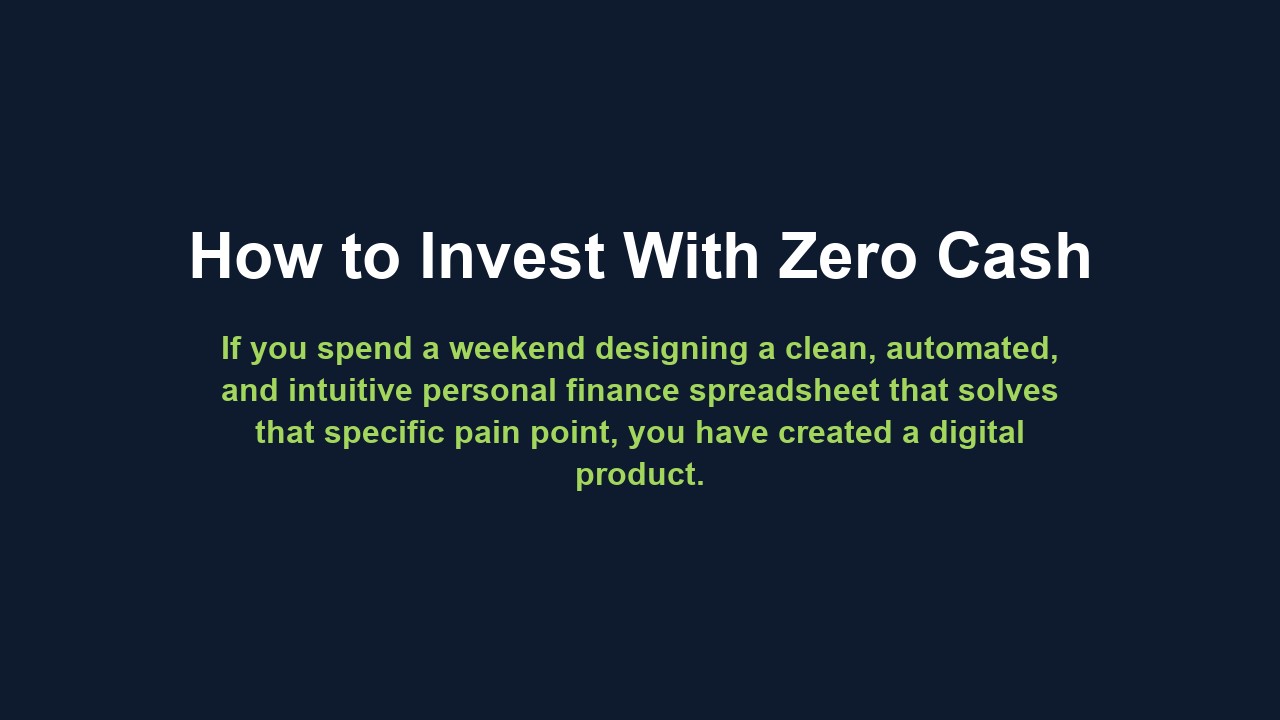 How to Invest With Zero Cash
If you spend a weekend designing a clean, automated,
and intuitive personal finance spreadsheet that solves
that specific pain point, you have created a digital
product.